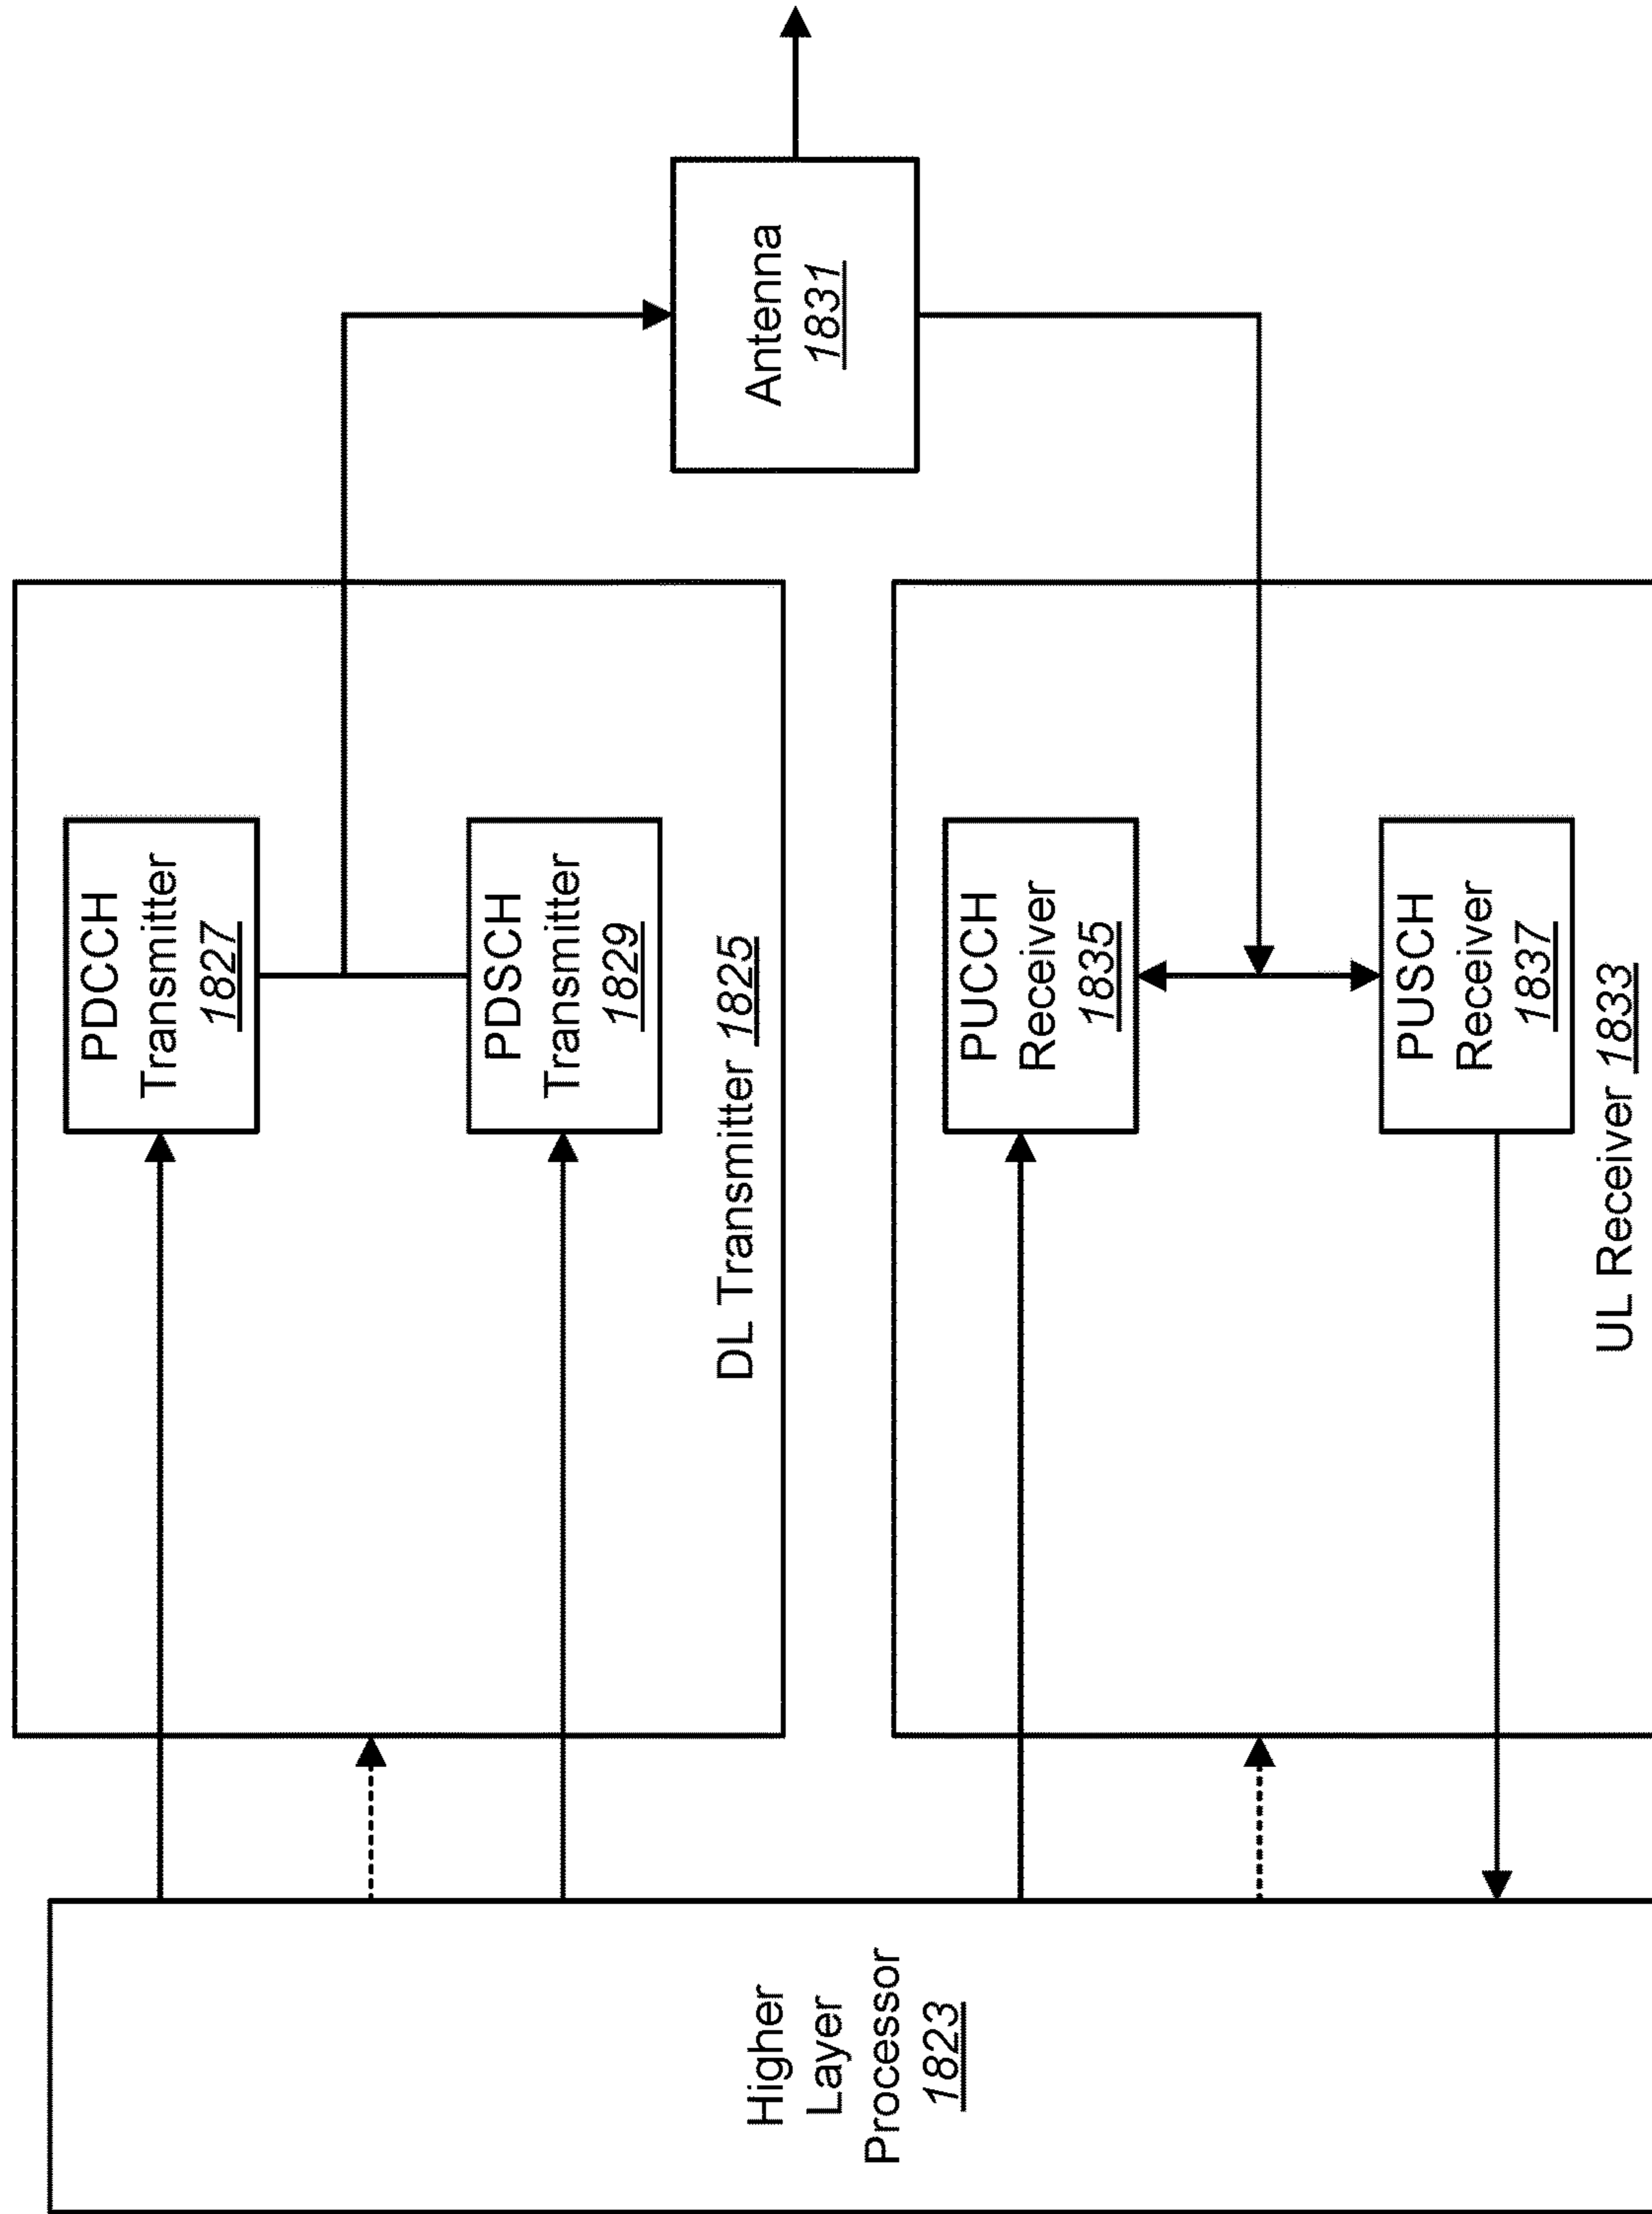 Higher
Layer
Processor
1823
PDCCH
Transmitter
1827
PDSCH
Transmitter
1829
DL Transmitter 1825
PUCCH
Receiver
1835
PUSCH
Receiver
1837
UL Receiver 1833
Antenna
1831